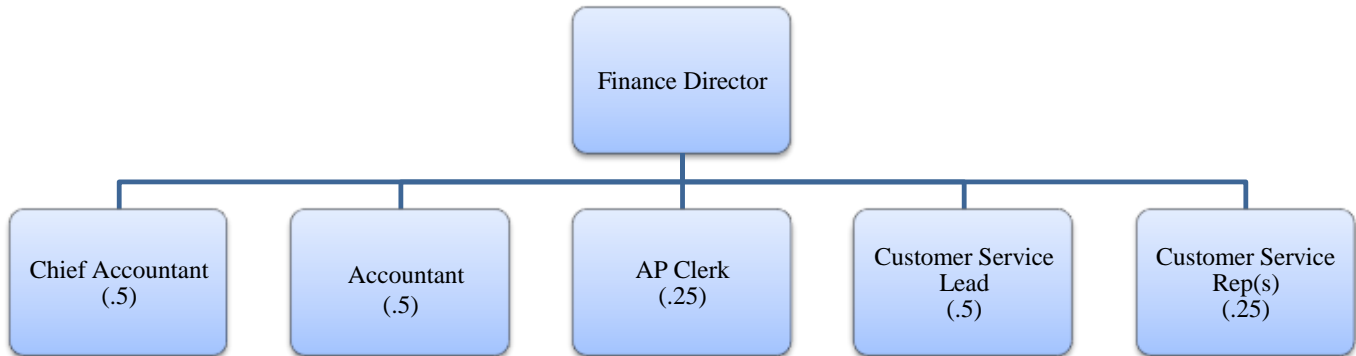 Finance Director
Chief Accountant
(.5)
Accountant
(.5)
AP Clerk
(.25)
Customer Service
Lead
(.5)
Customer Service
Rep(s)
(.25)